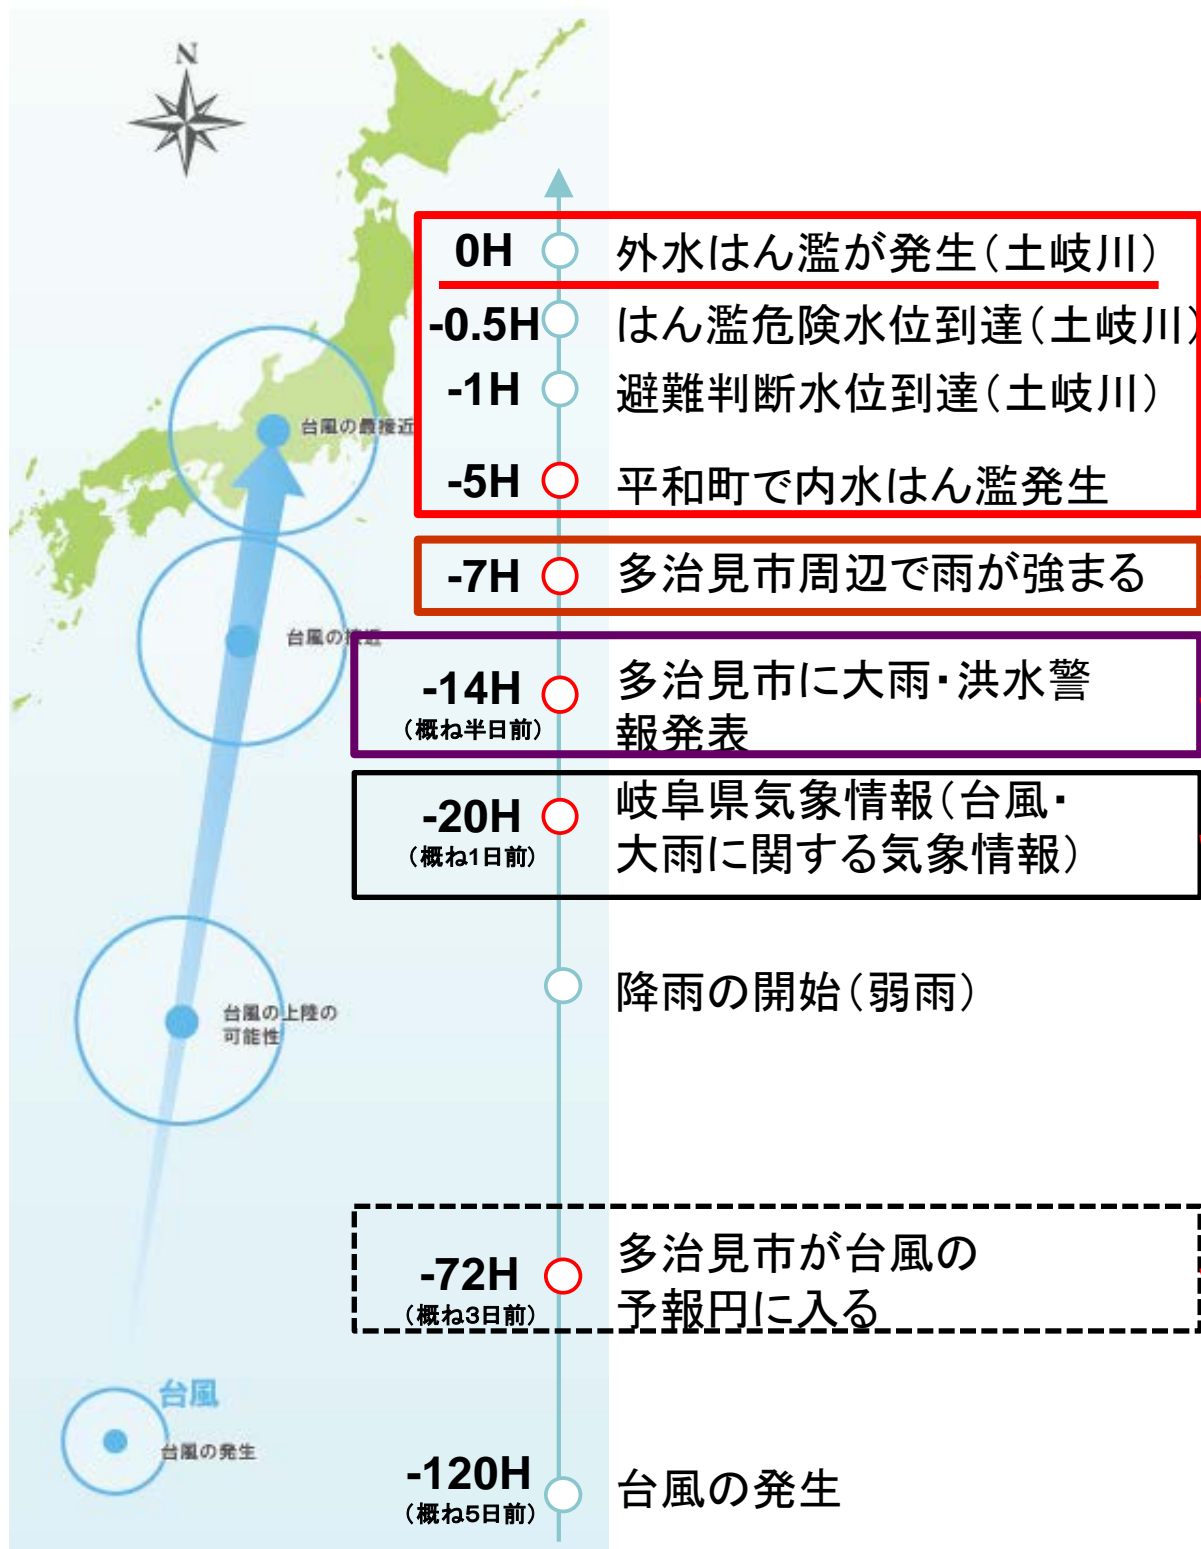 N
0H 外水はん濫が発生（土岐川）
-0.5H はん濫危険水位到達（土岐川）
-1H 避難判断水位到達（土岐川）
台風の最接近
-5H 平和町で内水はん濫発生
-7H 多治見市周辺で雨が強まる
台風の接近
-14H 多治見市に大雨・洪水警
（概ね半日前） 報発表
-20H 岐阜県気象情報（台風・
（概ね1日前） 大雨に関する気象情報）
降雨の開始（弱雨）
台風の上陸の
可能性
-72H 多治見市が台風の
（概ね3日前） 予報円に入る
台風
台風の発生
-120H 台風の発生
（概ね5日前）